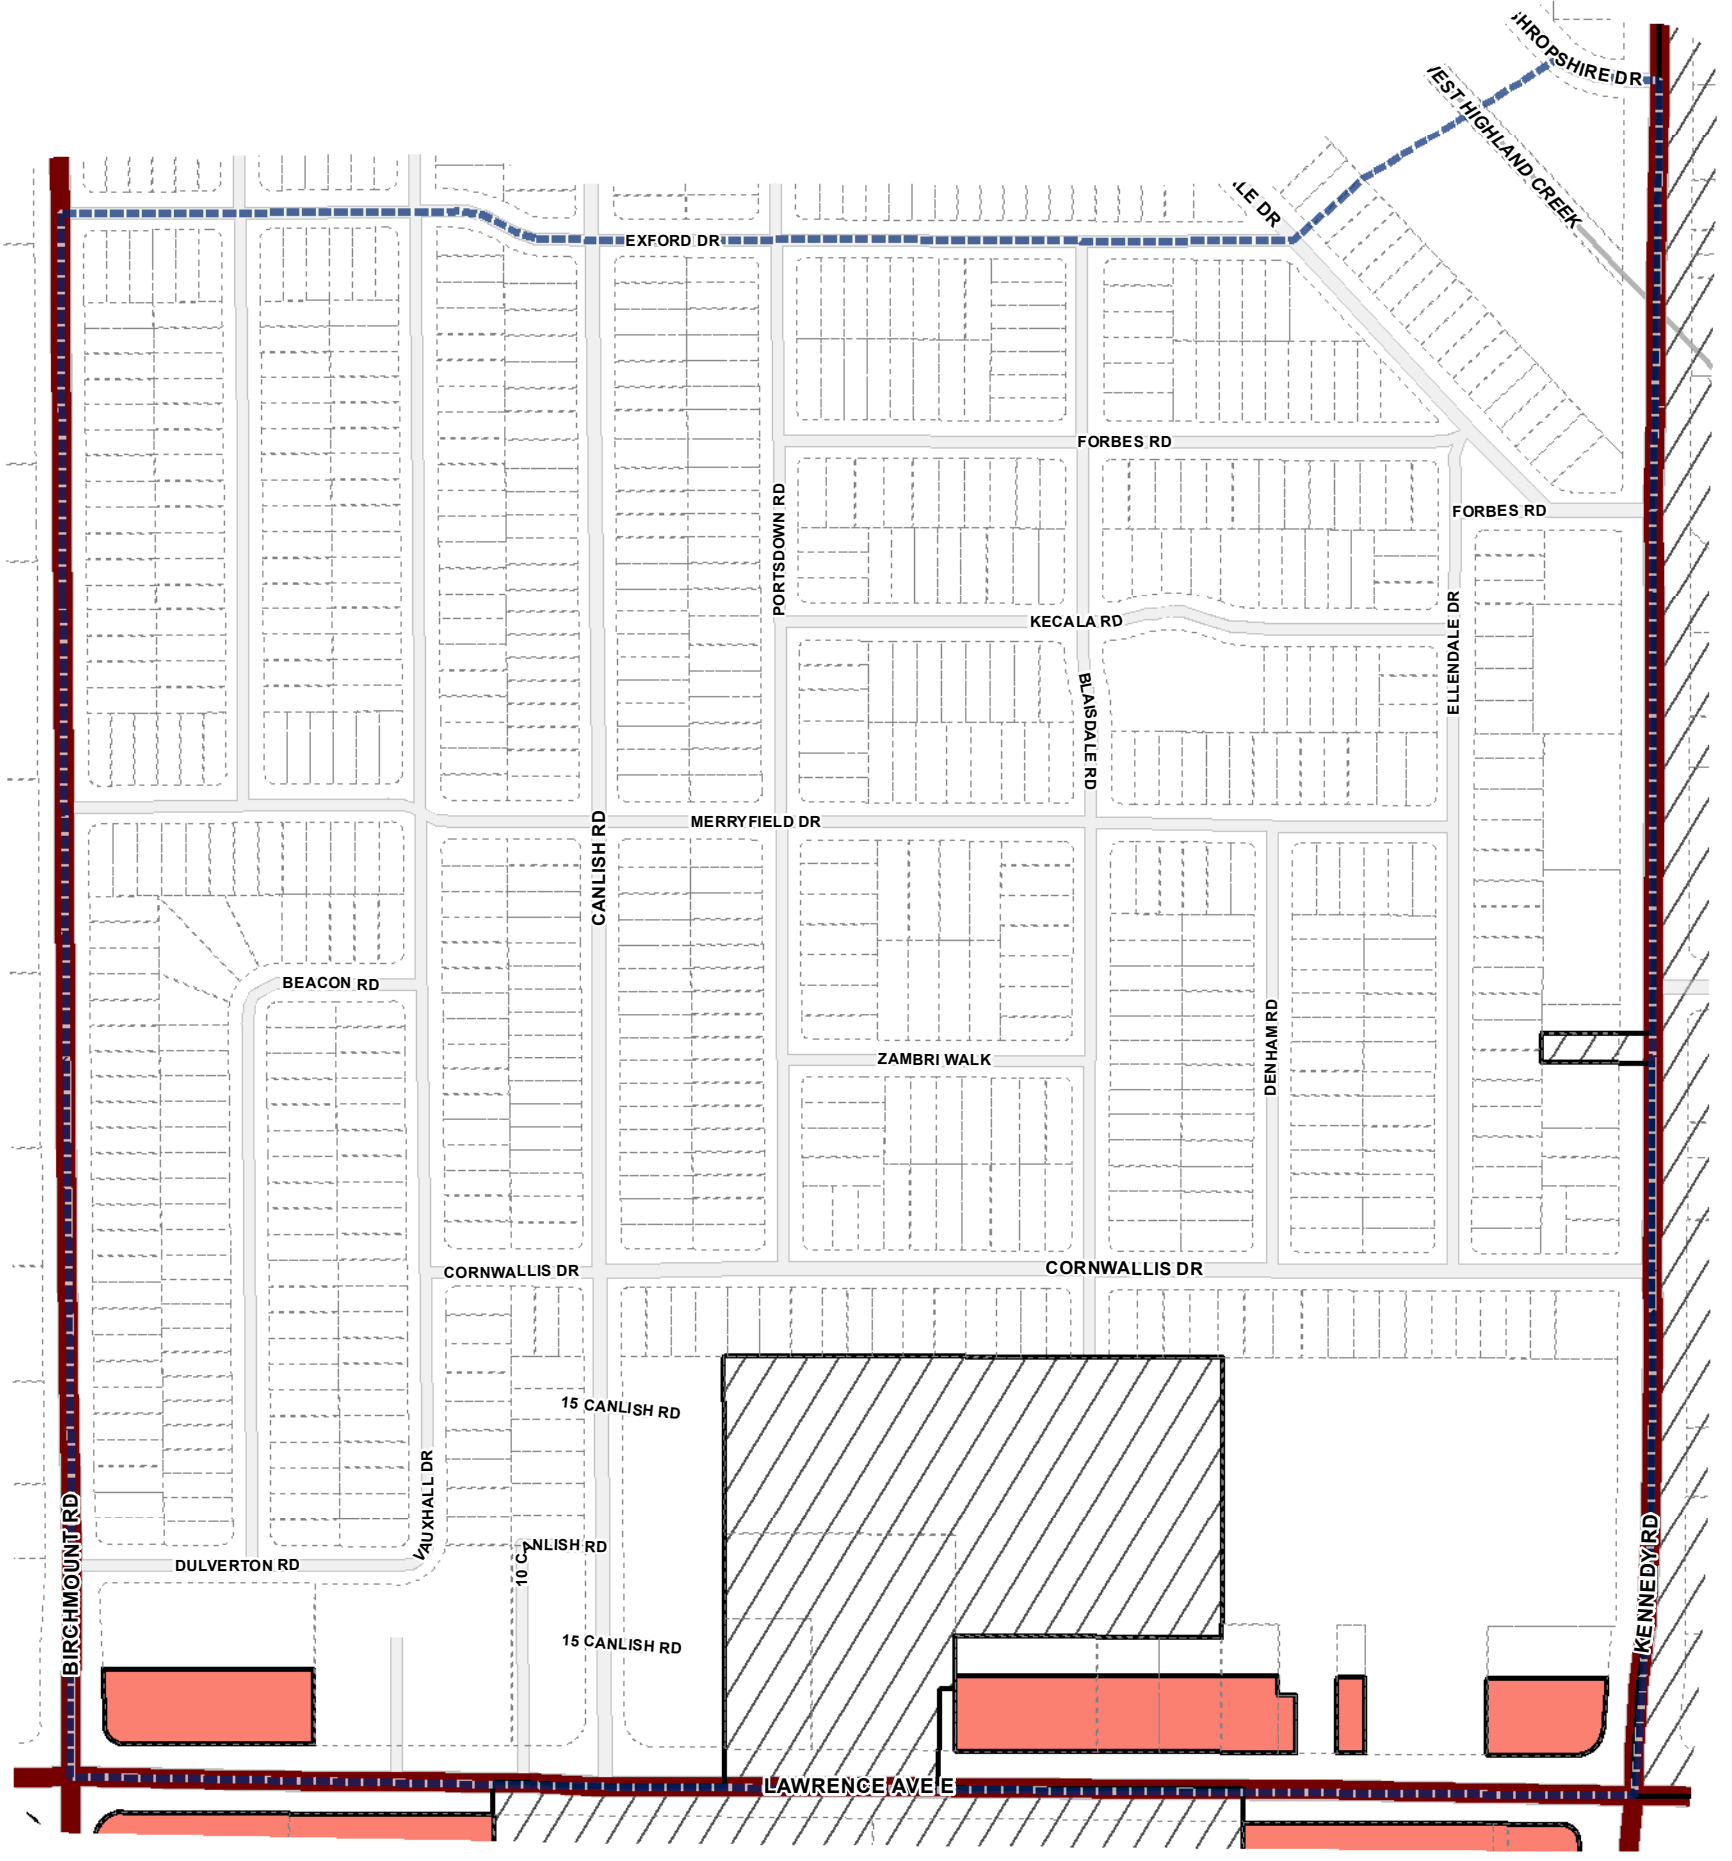 SHROPSHIRE DR
WEST HIGHLAND CREEK
LE DR
EXFORD DR
FORBES RD
FORBES RD
PORTSDOWN RD
KECALA RD
ELLENDALE DR
BLAISDALE RD
MERRYFIELD DR
CANLISH RD
BEACON RD
ZAMBRI WALK
DENHAM RD
CORNWALLIS DR
CORNWALLIS DR
15 CANLISH RD
VAUXHALL DR
10 CANLISH RD
DULVERTON RD
BIRCHMOUNT RD
KENNEDY RD
15 CANLISH RD
LAWRENCE AVE E